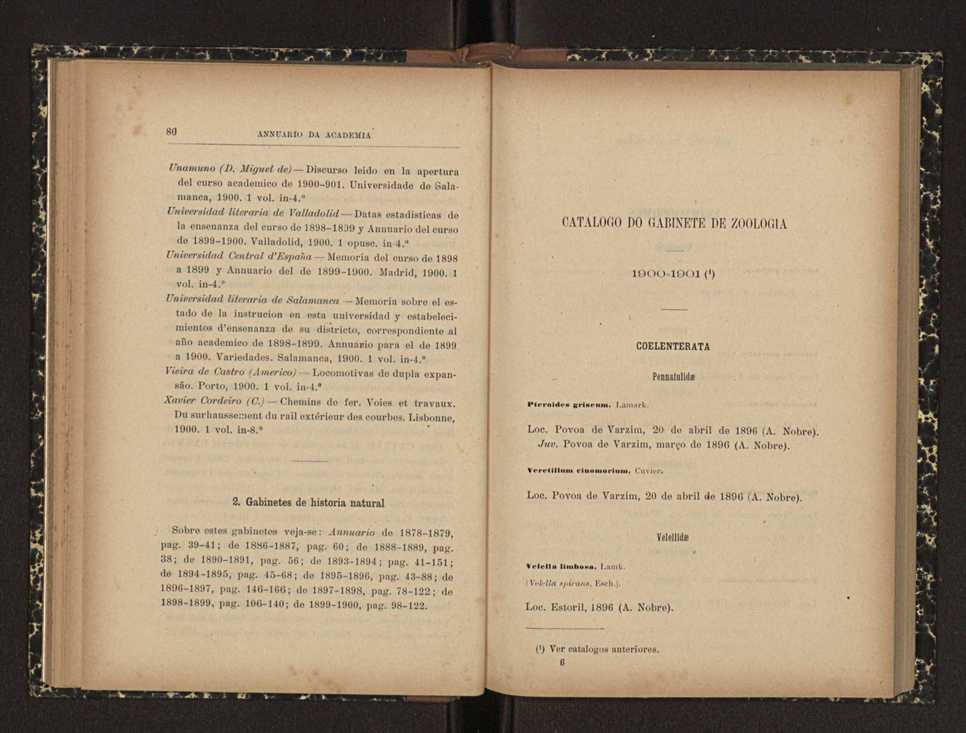 80
ANNUARIO DA ACADEMIA
Unamuno (D. Miguel de) — Discurso leido en la apertura
del curso academico de 1900-901. Universidade de Sala-
manca, 1900. 1 vol. in-4.º
Universidad literaria de Valladolid — Datas estadisticas de
la ensenanza del curso de 1898-1899 y Annuario del curso
de 1899-1900. Valladolid, 1900. 1 opusc. in-4.º
Universidad Central d'España — Memoria del curso de 1898
a 1899 y Annuario del de 1899-1900. Madrid, 1900. 1
vol. in-4.º
Universidad literaria de Salamanca — Memoria sobre el es-
tado de la instrucion en esta universidad y estableci-
mientos d'ensenanza de su districto, correspondiente al
año academico de 1898-1899. Annuario para el de 1899
a 1900. Variedades. Salamanca, 1900. 1 vol. in-4.º
Vieira de Castro (Americo) — Locomotivas de dupla expan-
são. Porto, 1900. 1 vol. in-4.º
Xavier Cordeiro (C.) — Chemins de fer. Voies et travaux.
Du surhaussement du rail extérieur des courbes. Lisbonne,
1900. 1 vol. in-8.º
2. Gabinetes de historia natural
Sobre estes gabinetes veja-se: Annuario de 1878-1879,
pag. 39-41; de 1886-1887, pag. 60; de 1888-1889, pag.
38; de 1890-1891, pag. 56; de 1893-1894; pag. 41-151;
de 1894-1895, pag. 45-68; de 1895-1896, pag. 43-88; de
1896-1897, pag. 146-166; de 1897-1898, pag. 78-122; de
1898-1899, pag. 106-140; de 1899-1900, pag. 98-122.
CATALOGO DO GABINETE DE ZOOLOGIA
1900-1901 (¹)
COELENTERATA
Pennatulidæ
Pteroides griseum. Lamark.
Loc. Povoa de Varzim, 20 de abril de 1896 (A. Nobre).
Juv. Povoa de Varzim, março de 1896 (A. Nobre).
Veretillum cinomorium. Cuvier.
Loc. Povoa de Varzim, 20 de abril de 1896 (A. Nobre).
Velellidæ
Velella limbosa. Lamk.
(Velella spirans, Esch.).
Loc. Estoril, 1896 (A. Nobre).
(¹) Ver catalogos anteriores.
6